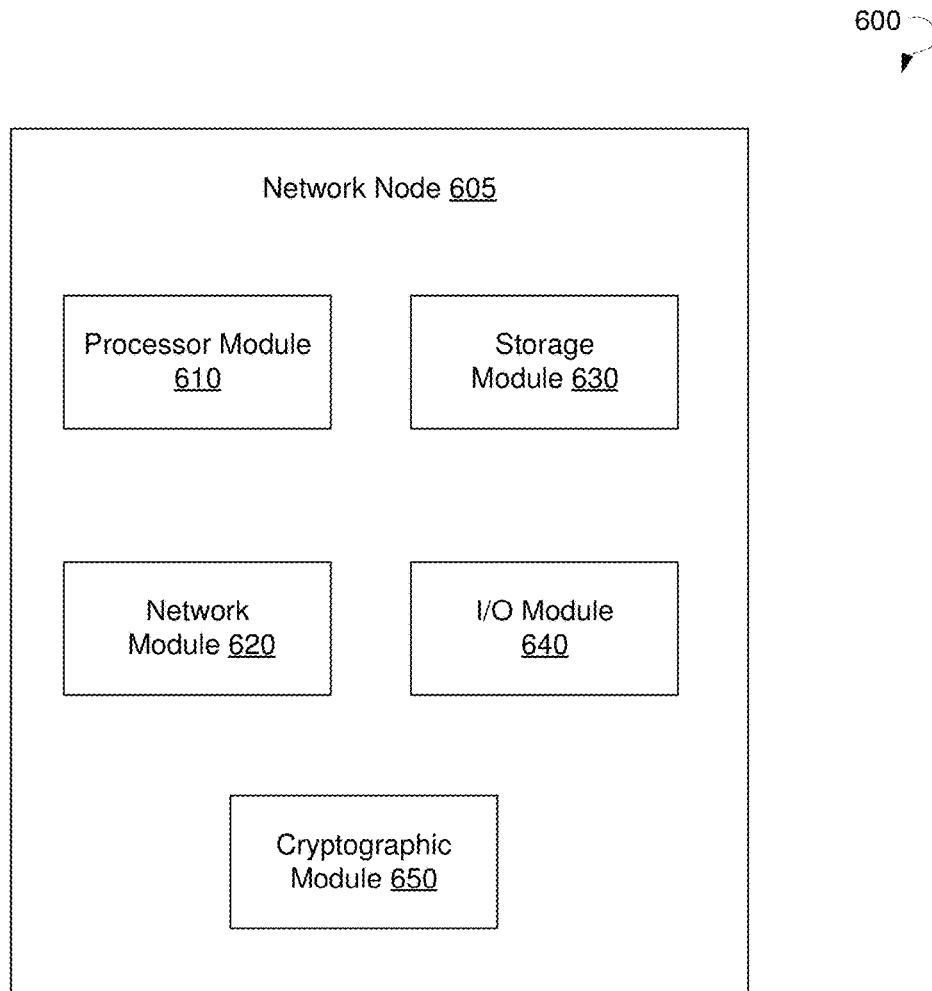 600
Network Node 605
Processor Module
610
Storage
Module 630
Network
Module 620
I/O Module
640
Cryptographic
Module 650